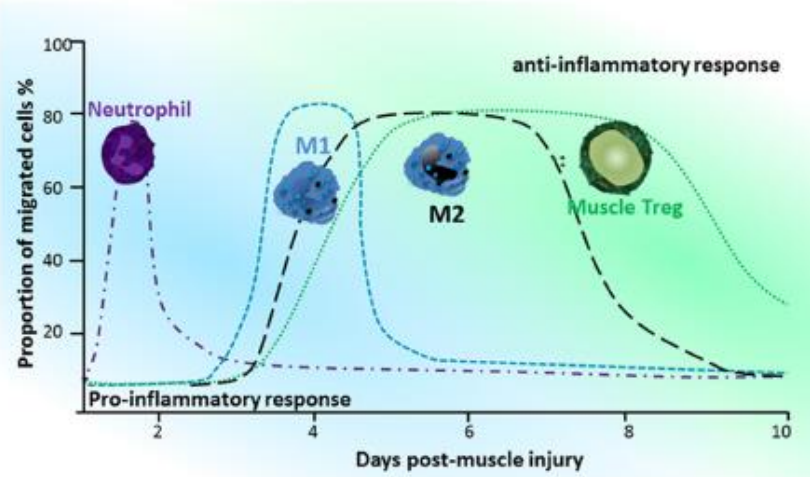 100
anti-inflammatory response
Neutrophil
80
M1
60
M2
Muscle Treg
40
20
Proportion of migrated cells %
Pro-inflammatory response
2 4 6 8 10
Days post-muscle injury